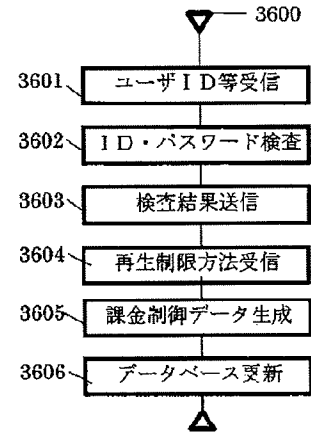 3600
3601 ユーザID等受信
3602 ID・パスワード検査
3603 検査結果送信
3604 再生制限方法受信
3605 課金制御データ生成
3606 データベース更新